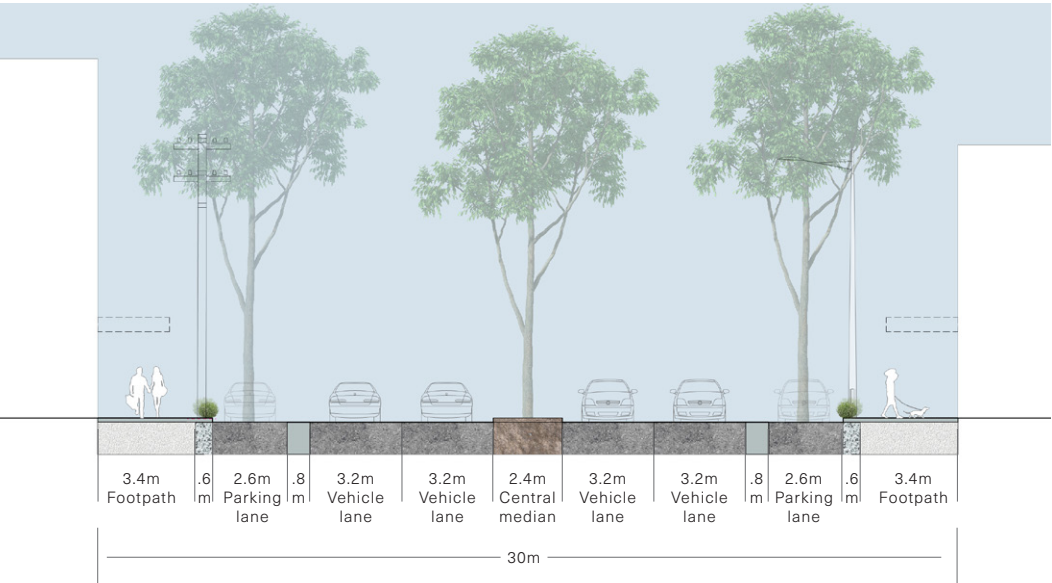 3.4m
Footpath
.6
m
2.6m
Parking
lane
.8
m
3.2m
Vehicle
lane
3.2m
Vehicle
lane
2.4m
Central
median
3.2m
Vehicle
lane
3.2m
Vehicle
lane
.8
m
2.6m
Parking
lane
.6
m
3.4m
Footpath
30m